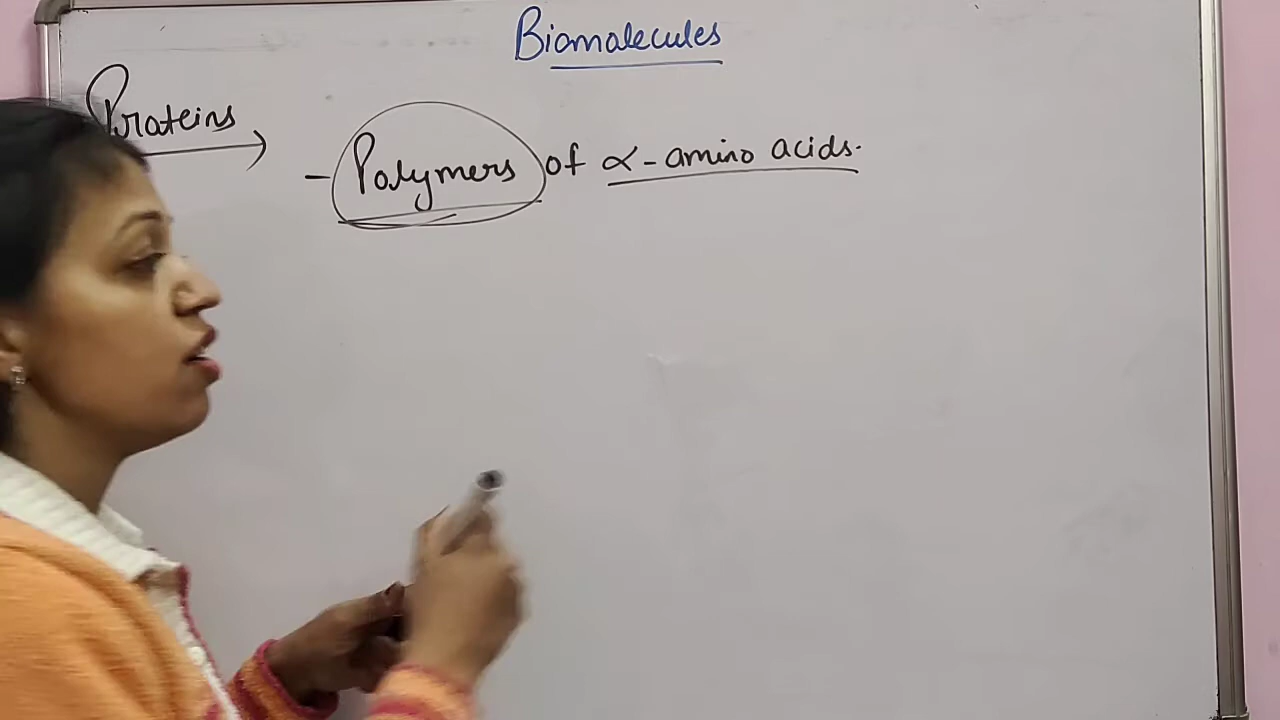 Biomolecules
Proteins
- Polymers of α-amino acids.